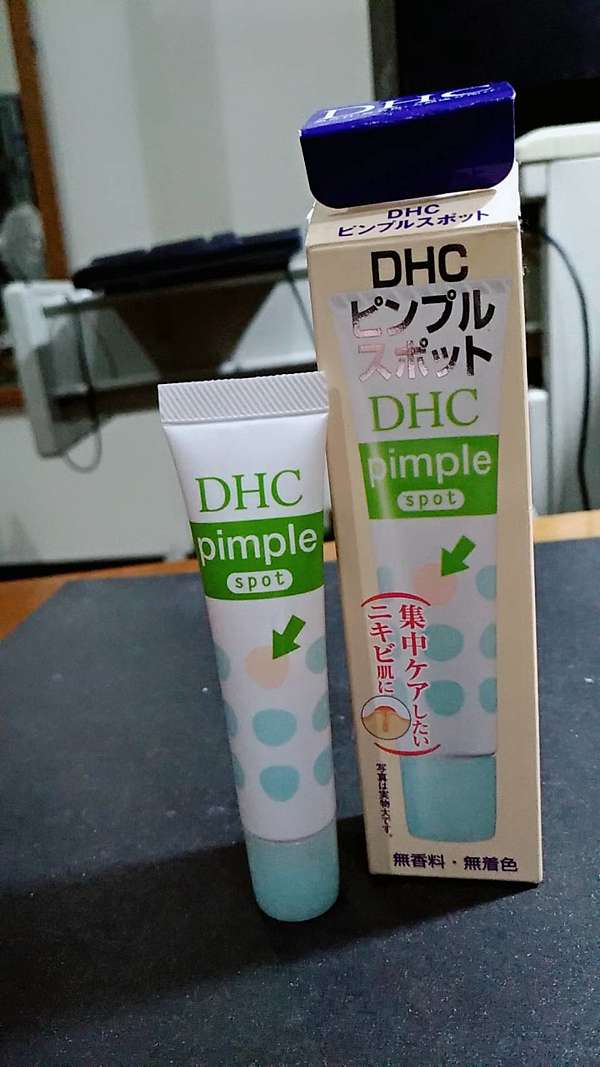 DHC
DHC
ピンプルスポット
DHC
ピンプル
スポット
DHC
pimple
spot
集中ケアしたい
ニキビ肌に
写真は実物大です。
無香料・無着色
DHC
pimple
spot